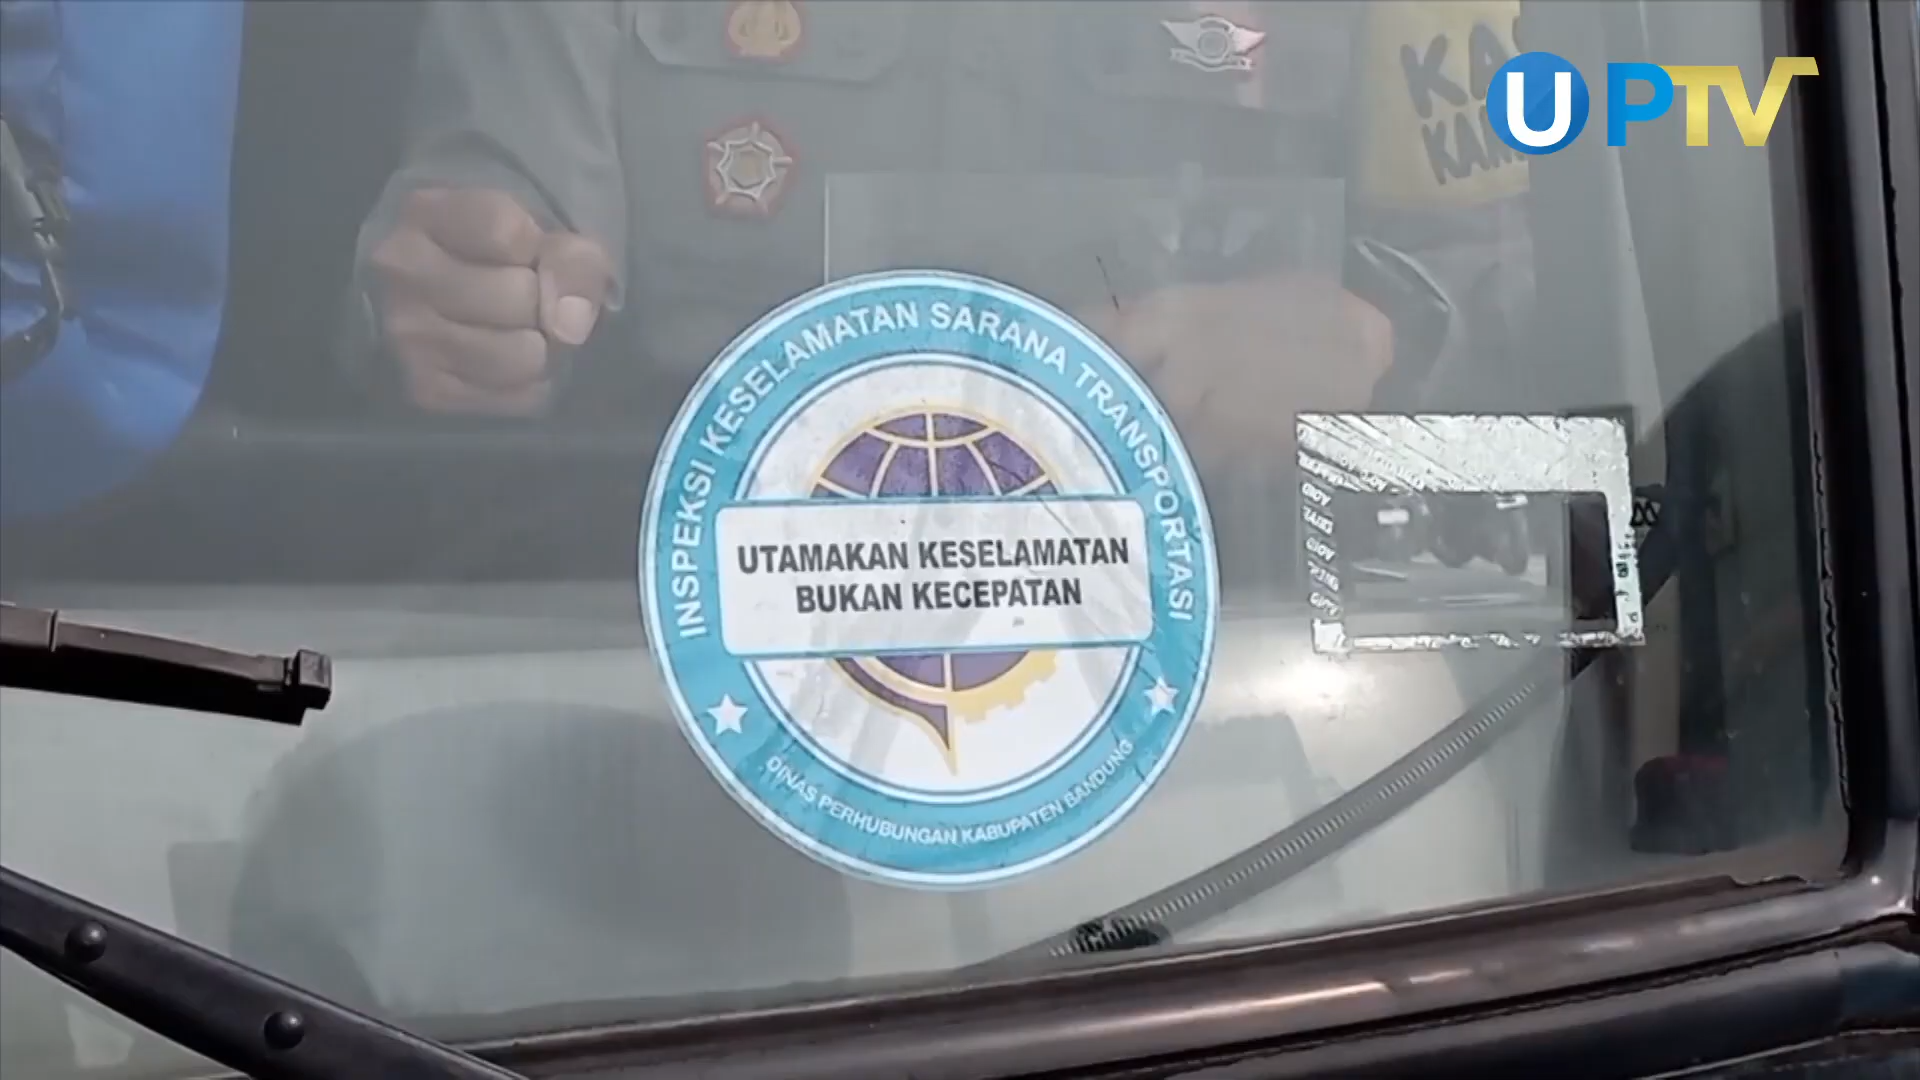 UPTV
INSPEKSI KESELAMATAN SARANA TRANSPORTASI
UTAMAKAN KESELAMATAN
BUKAN KECEPATAN
DINAS PERHUBUNGAN KABUPATEN BANDUNG